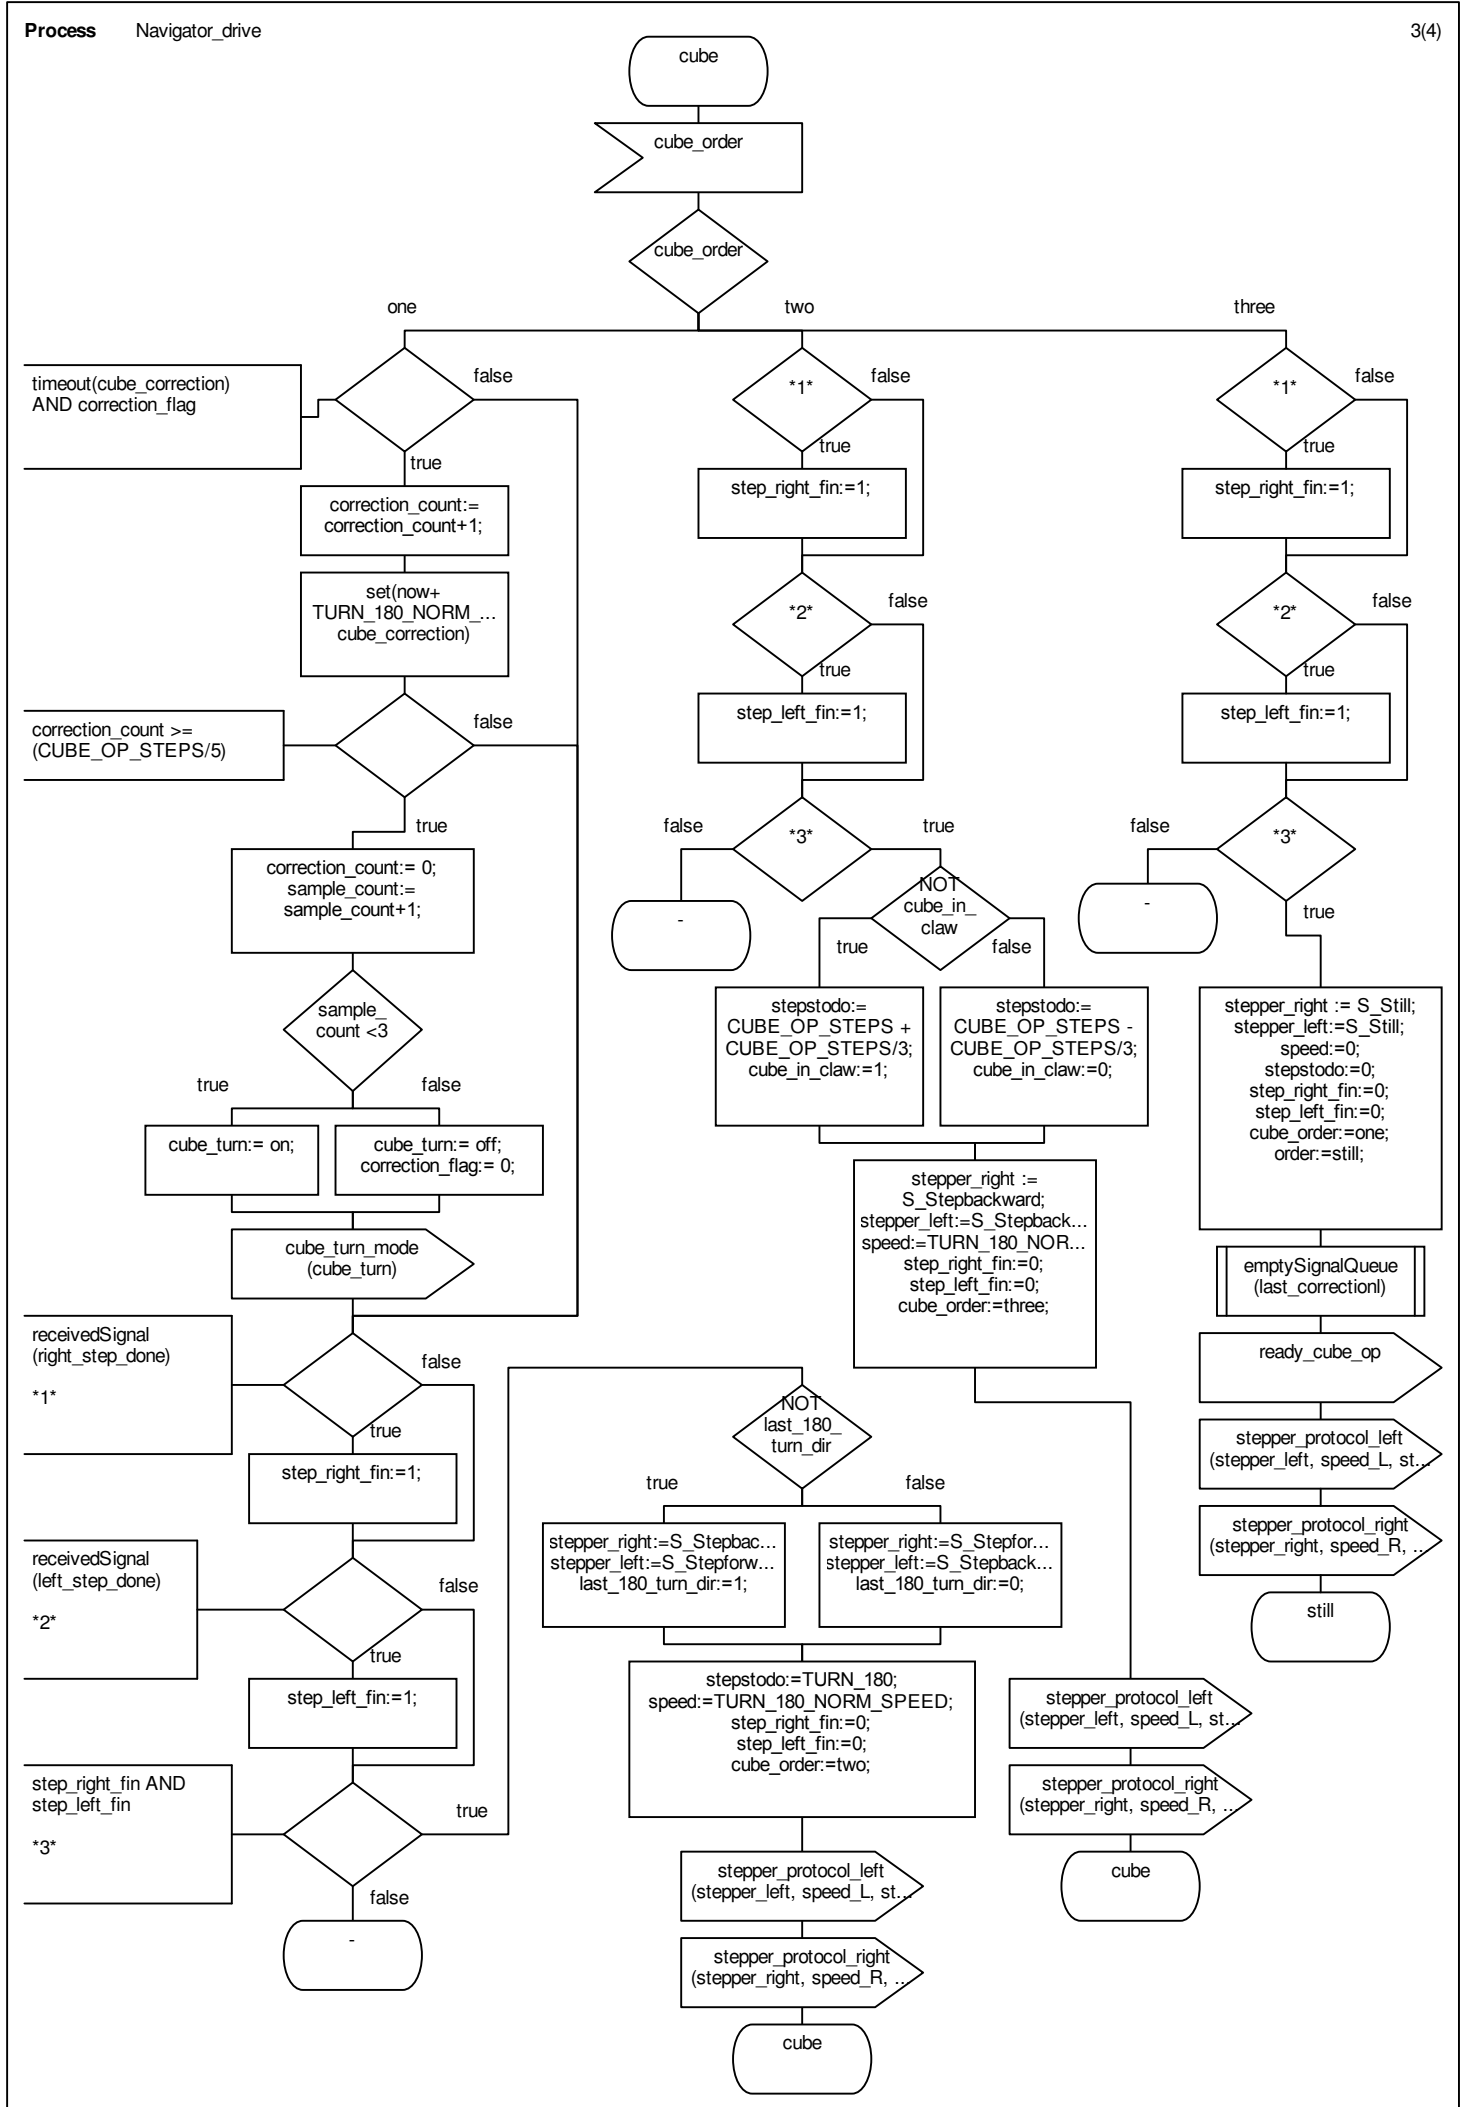 Process Navigator_drive 3(4)
cube
cube_order
cube_order
one
two
three
timeout(cube_correction)
AND correction_flag
false
true
correction_count:=
correction_count+1;
set(now+
TURN_180_NORM_...
cube_correction)
correction_count >=
(CUBE_OP_STEPS/5)
false
true
correction_count:= 0;
sample_count:=
sample_count+1;
sample_
count <3
true
false
cube_turn:= on;
cube_turn:= off;
correction_flag:= 0;
cube_turn_mode
(cube_turn)
receivedSignal
(right_step_done)
*1*
false
true
step_right_fin:=1;
receivedSignal
(left_step_done)
*2*
false
true
step_left_fin:=1;
step_right_fin AND
step_left_fin
*3*
true
false
-
NOT
last_180_
turn_dir
true
false
stepper_right:=S_Stepbac...
stepper_left:=S_Stepforw...
last_180_turn_dir:=1;
stepper_right:=S_Stepfor...
stepper_left:=S_Stepback...
last_180_turn_dir:=0;
stepstodo:=TURN_180;
speed:=TURN_180_NORM_SPEED;
step_right_fin:=0;
step_left_fin:=0;
cube_order:=two;
stepper_protocol_left
(stepper_left, speed_L, st...
stepper_protocol_right
(stepper_right, speed_R, ...
cube
*1*
false
true
step_right_fin:=1;
*2*
false
true
step_left_fin:=1;
*3*
false
true
-
NOT
cube_in_
claw
true
false
stepstodo:=
CUBE_OP_STEPS +
CUBE_OP_STEPS/3;
cube_in_claw:=1;
stepstodo:=
CUBE_OP_STEPS -
CUBE_OP_STEPS/3;
cube_in_claw:=0;
stepper_right :=
S_Stepbackward;
stepper_left:=S_Stepback...
speed:=TURN_180_NOR...
step_right_fin:=0;
step_left_fin:=0;
cube_order:=three;
stepper_protocol_left
(stepper_left, speed_L, st...
stepper_protocol_right
(stepper_right, speed_R, ...
cube
*1*
false
true
step_right_fin:=1;
*2*
false
true
step_left_fin:=1;
*3*
false
true
-
stepper_right := S_Still;
stepper_left:=S_Still;
speed:=0;
stepstodo:=0;
step_right_fin:=0;
step_left_fin:=0;
cube_order:=one;
order:=still;
emptySignalQueue
(last_correctionl)
ready_cube_op
stepper_protocol_left
(stepper_left, speed_L, st...
stepper_protocol_right
(stepper_right, speed_R, ...
still